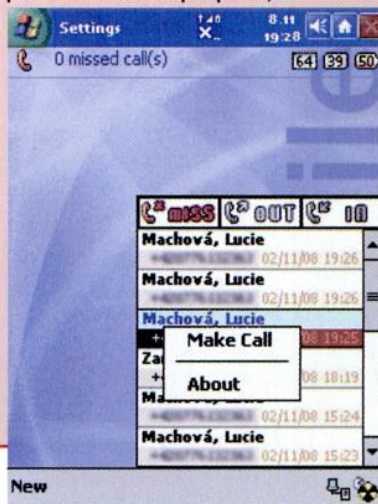 Settings 8.11
19:28
0 missed call(s) 64 39 50
MISS OUT IN
Machová, Lucie
02/11/08 19:26
Machová, Lucie
02/11/08 19:26
Machová, Lucie
08 19:25
Make Call
08 18:19
About
02/11/08 15:24
Machová, Lucie
02/11/08 15:23
New